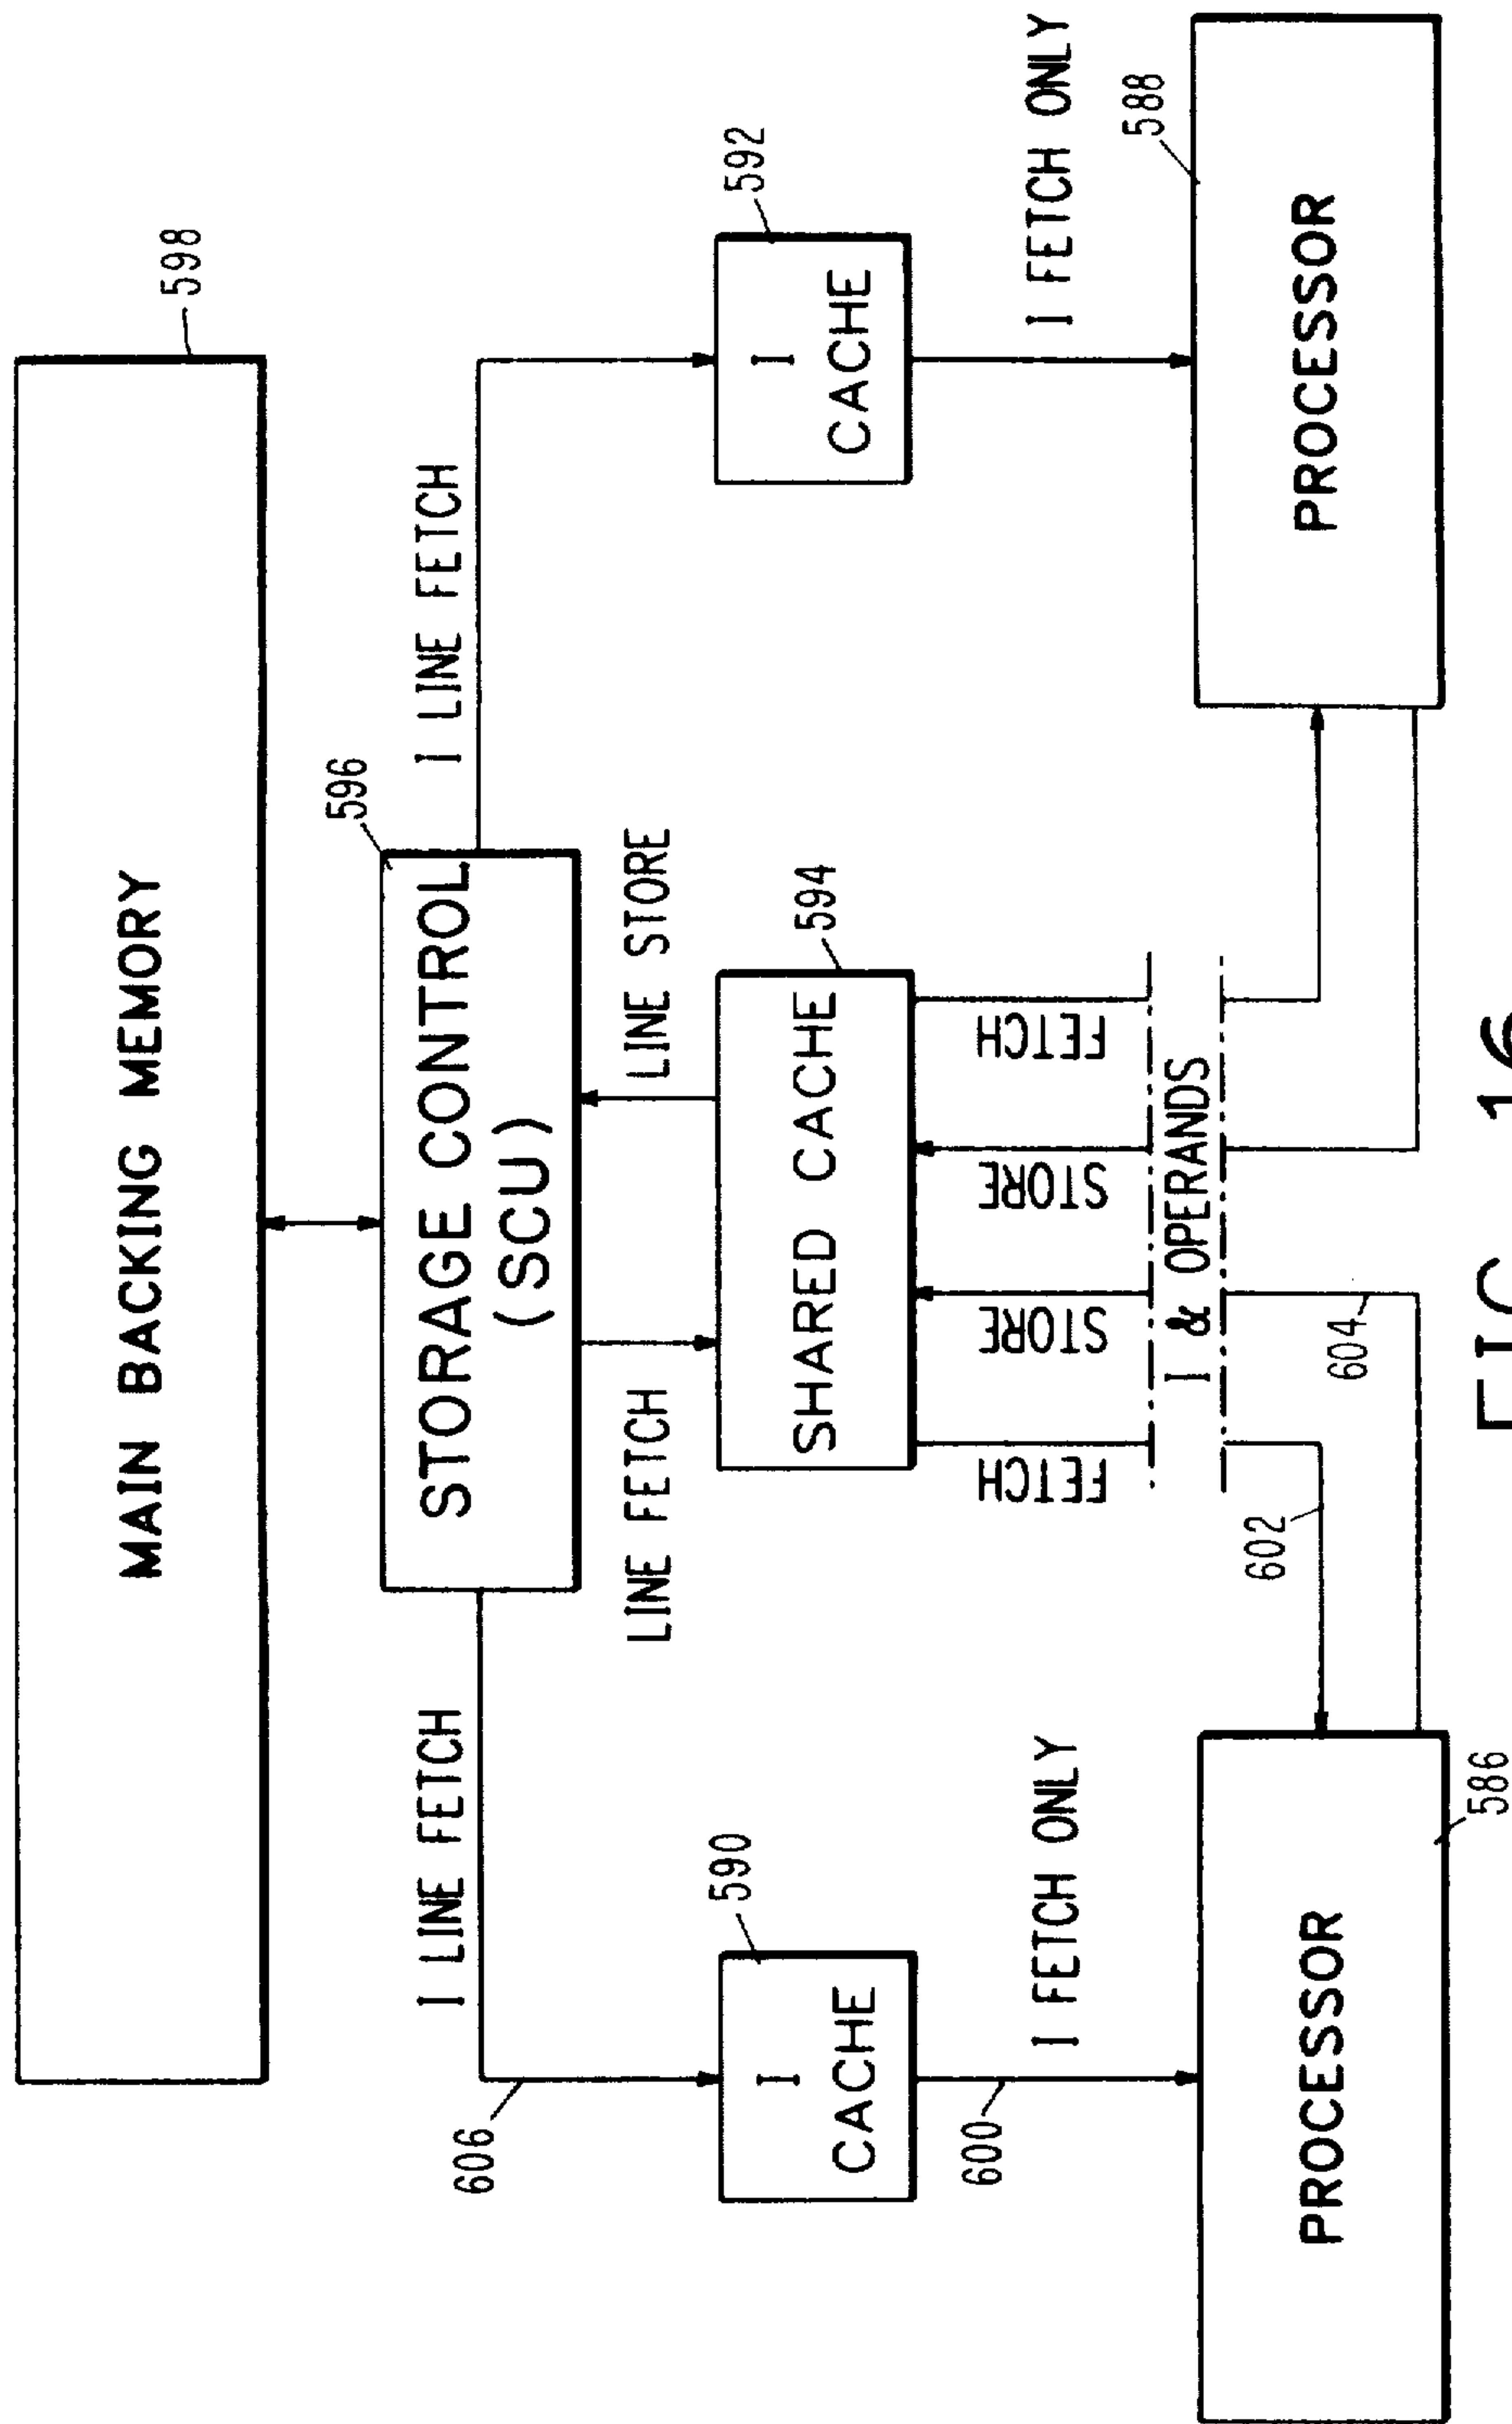 MAIN BACKING MEMORY
598
596
STORAGE CONTROL
(SCU)
I LINE FETCH
I LINE FETCH
606
LINE FETCH
LINE STORE
590
I
CACHE
594
SHARED CACHE
592
I
CACHE
600
I FETCH ONLY
FETCH
STORE
STORE
FETCH
I FETCH ONLY
I & OPERANDS
602
604
588
PROCESSOR
PROCESSOR
586
FIG. 16